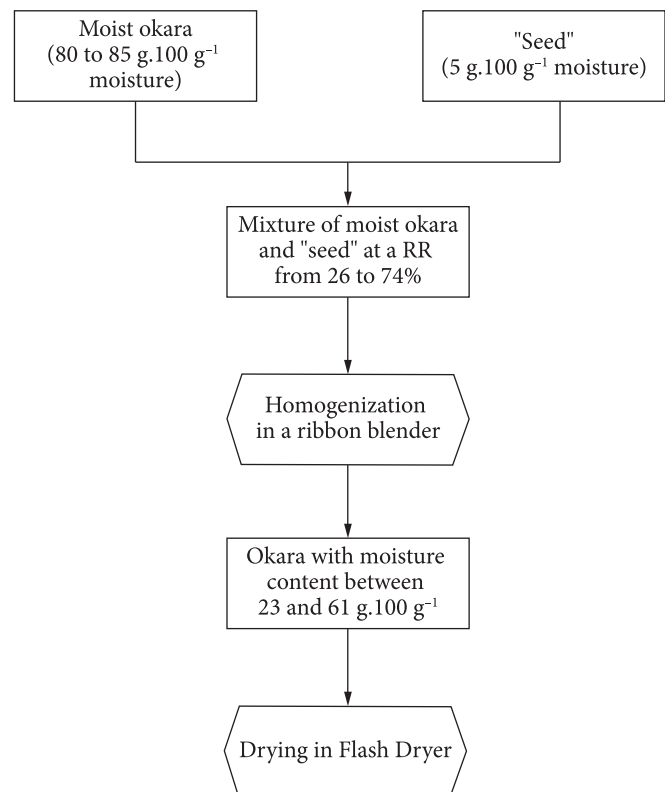 Moist okara
(80 to 85 g.100 g⁻¹
moisture)
"Seed"
(5 g.100 g⁻¹ moisture)
Mixture of moist okara
and "seed" at a RR
from 26 to 74%
Homogenization
in a ribbon blender
Okara with moisture
content between
23 and 61 g.100 g⁻¹
Drying in Flash Dryer